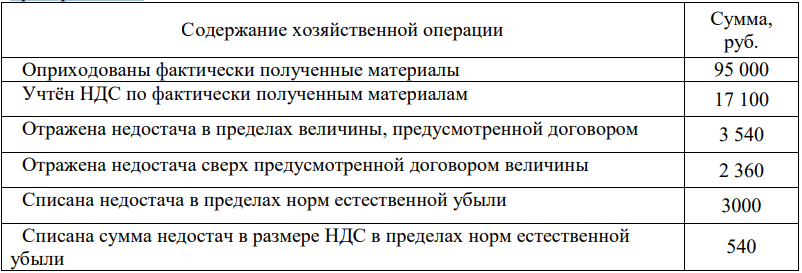 Содержание хозяйственной операции
Сумма,
руб.
Оприходованы фактически полученные материалы
95 000
Учтён НДС по фактически полученным материалам
17 100
Отражена недостача в пределах величины, предусмотренной договором
3 540
Отражена недостача сверх предусмотренной договором величины
2 360
Списана недостача в пределах норм естественной убыли
3000
Списана сумма недостач в размере НДС в пределах норм естественной
убыли
540